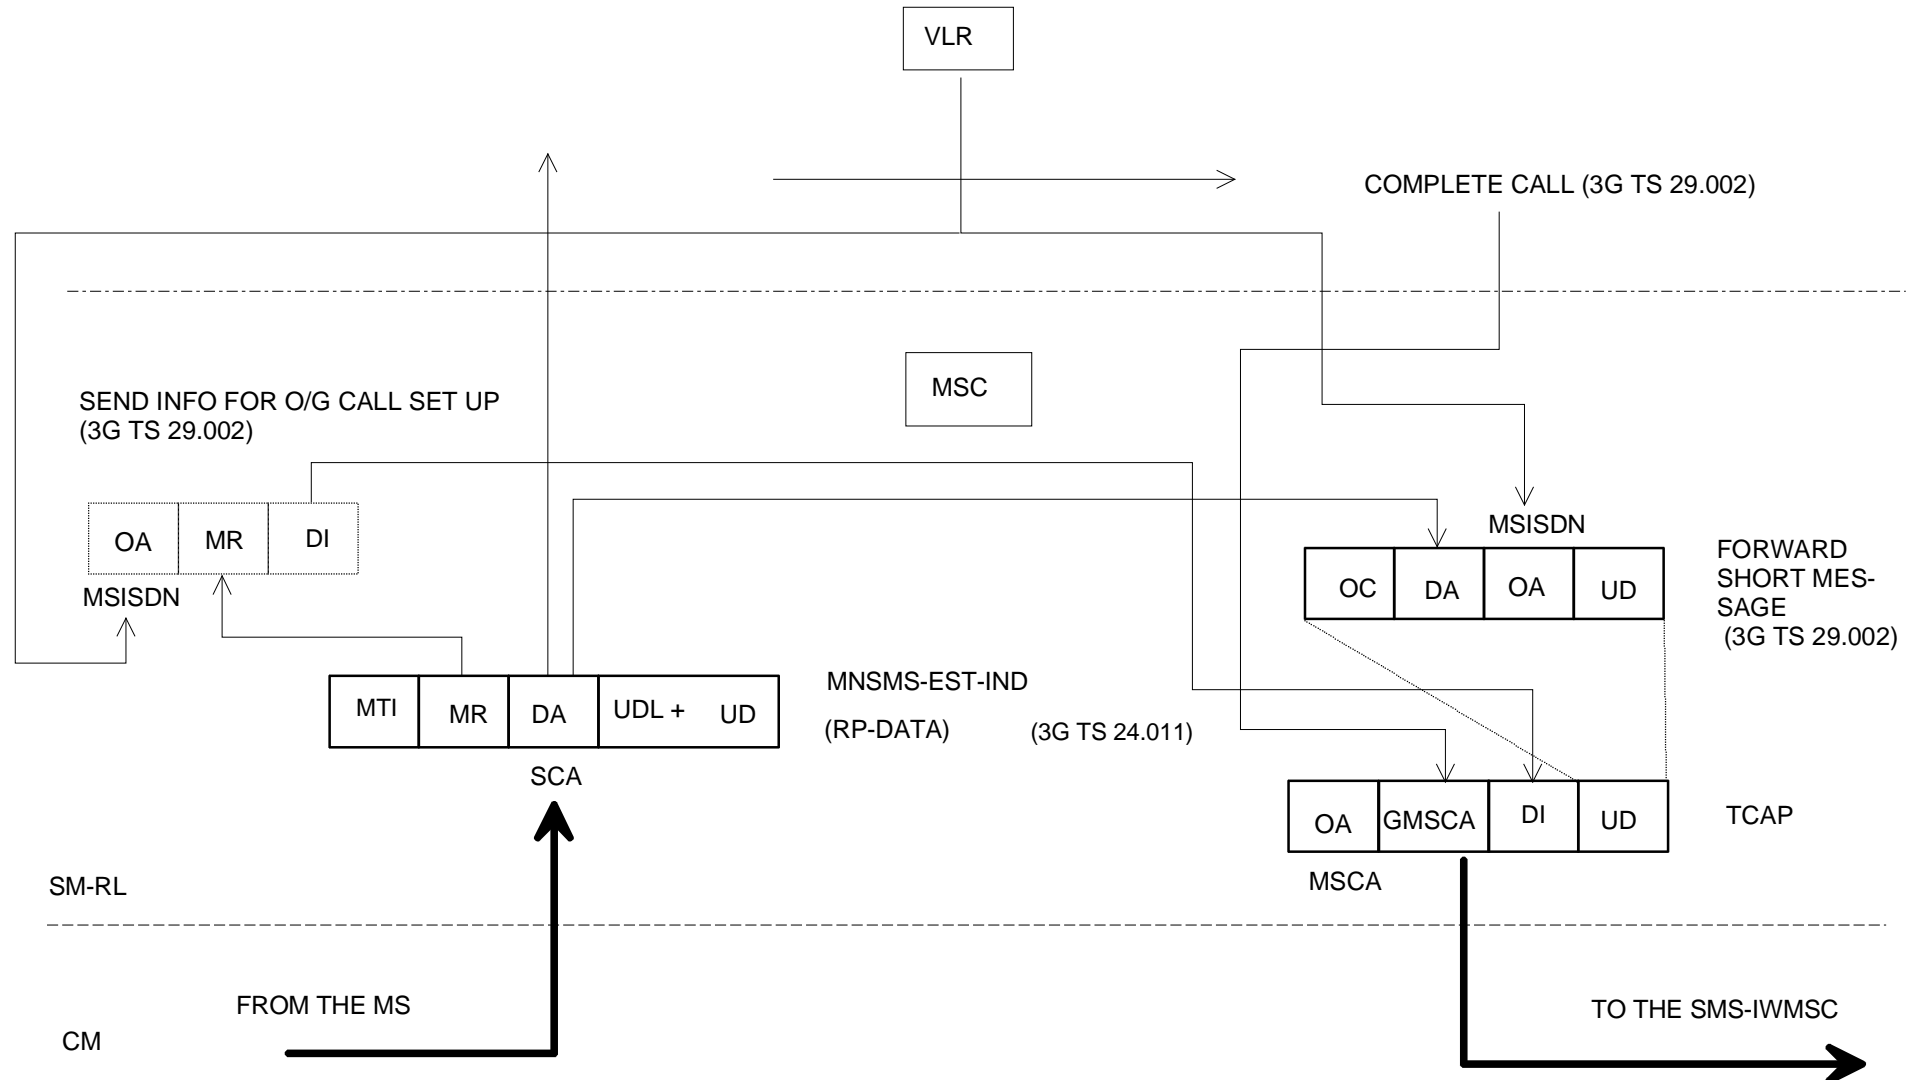 VLR
COMPLETE CALL (3G TS 29.002)
MSC
SEND INFO FOR O/G CALL SET UP
(3G TS 29.002)
OA MR DI
MSISDN
MSISDN
OC DA OA UD
FORWARD
SHORT MES-
SAGE
(3G TS 29.002)
MTI MR DA UDL + UD
MNSMS-EST-IND
(RP-DATA) (3G TS 24.011)
SCA
OA GMSCA DI UD
TCAP
MSCA
SM-RL
FROM THE MS
TO THE SMS-IWMSC
CM